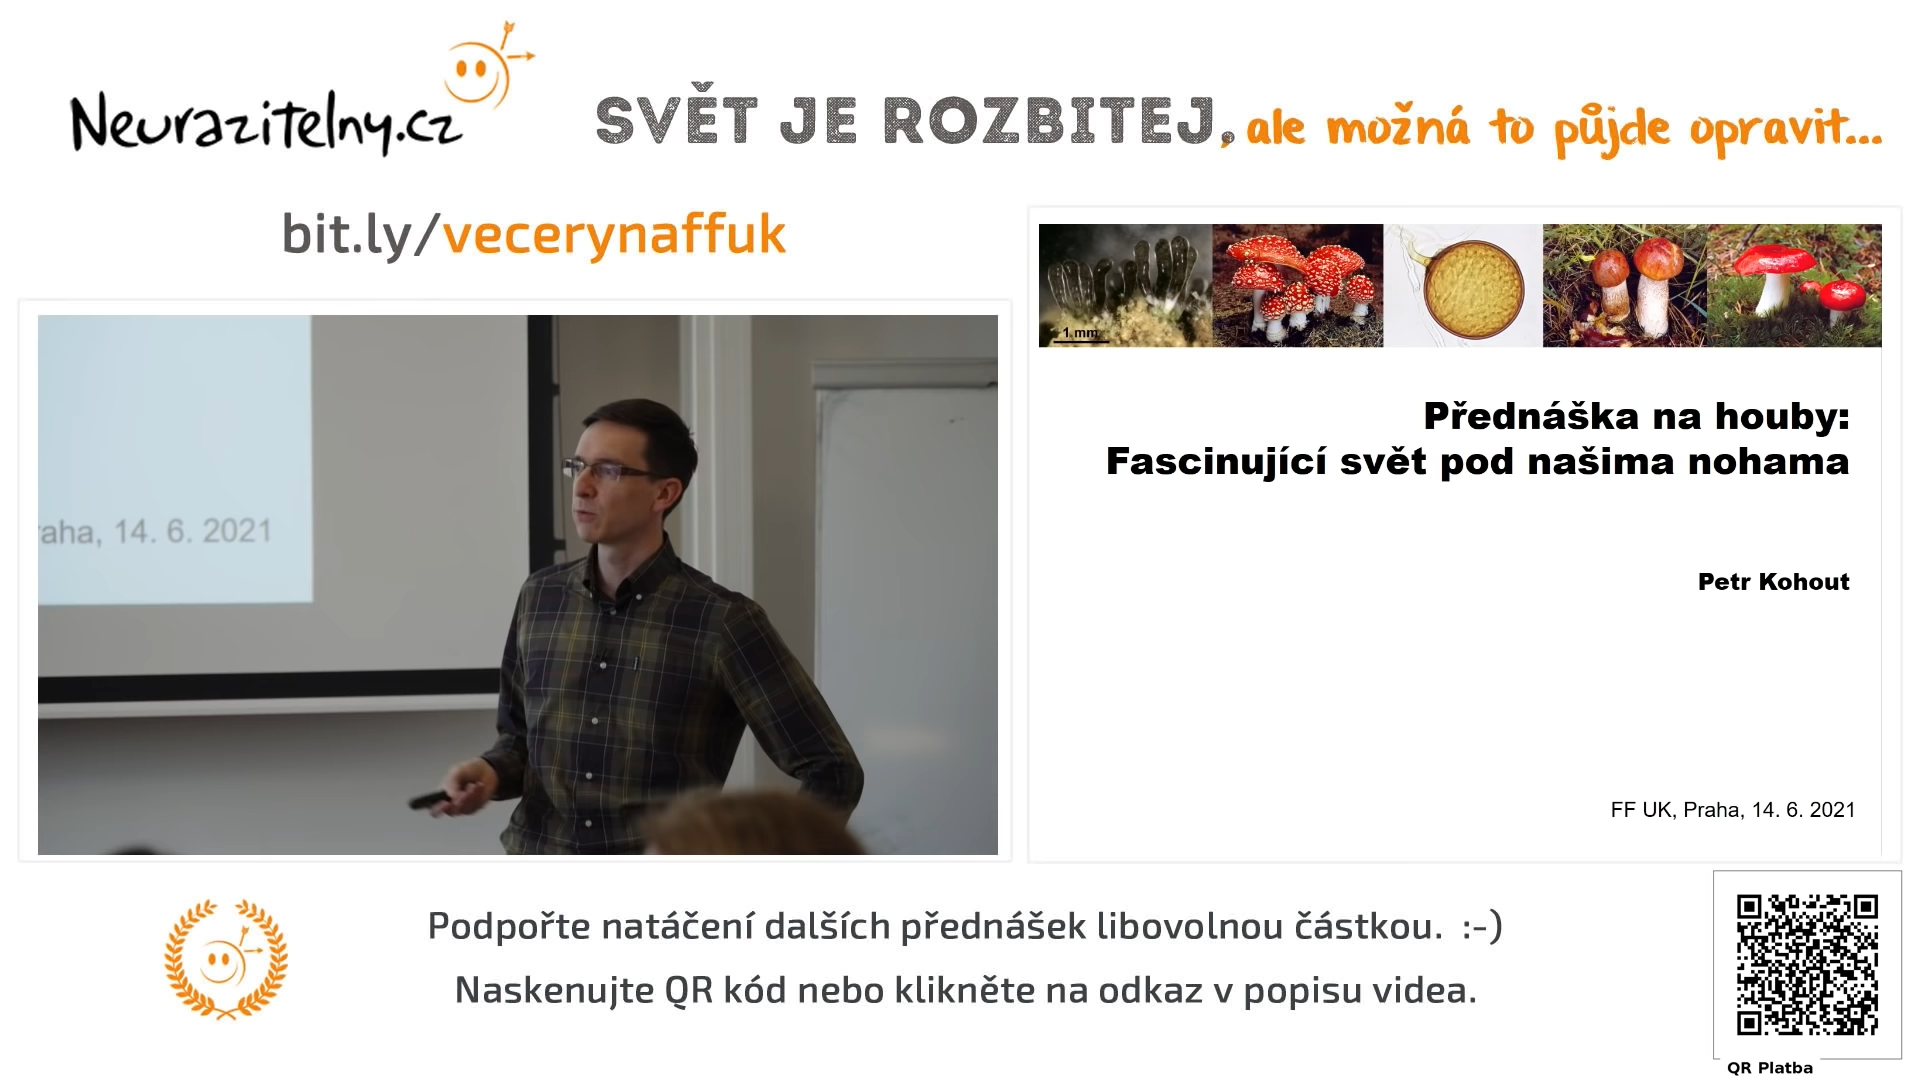 Neurazitelny.cz
SVĚT JE ROZBITEJ, ale možná to půjde opravit...
bit.ly/vecerynaffuk
raha, 14. 6. 2021
1 mm
Přednáška na houby:
Fascinující svět pod našima nohama
Petr Kohout
FF UK, Praha, 14. 6. 2021
Podpořte natáčení dalších přednášek libovolnou částkou. :-)
Naskenujte QR kód nebo klikněte na odkaz v popisu videa.
QR Platba